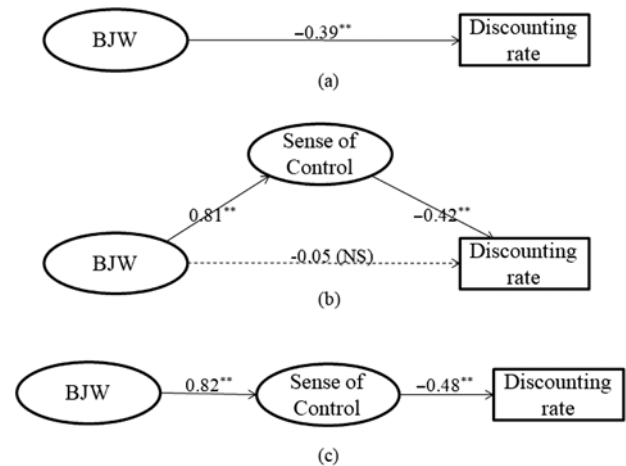 BJW
−0.39**
Discounting
rate
(a)
Sense of
Control
0.81**
−0.42**
BJW
-0.05 (NS)
Discounting
rate
(b)
BJW
0.82**
Sense of
Control
−0.48**
Discounting
rate
(c)